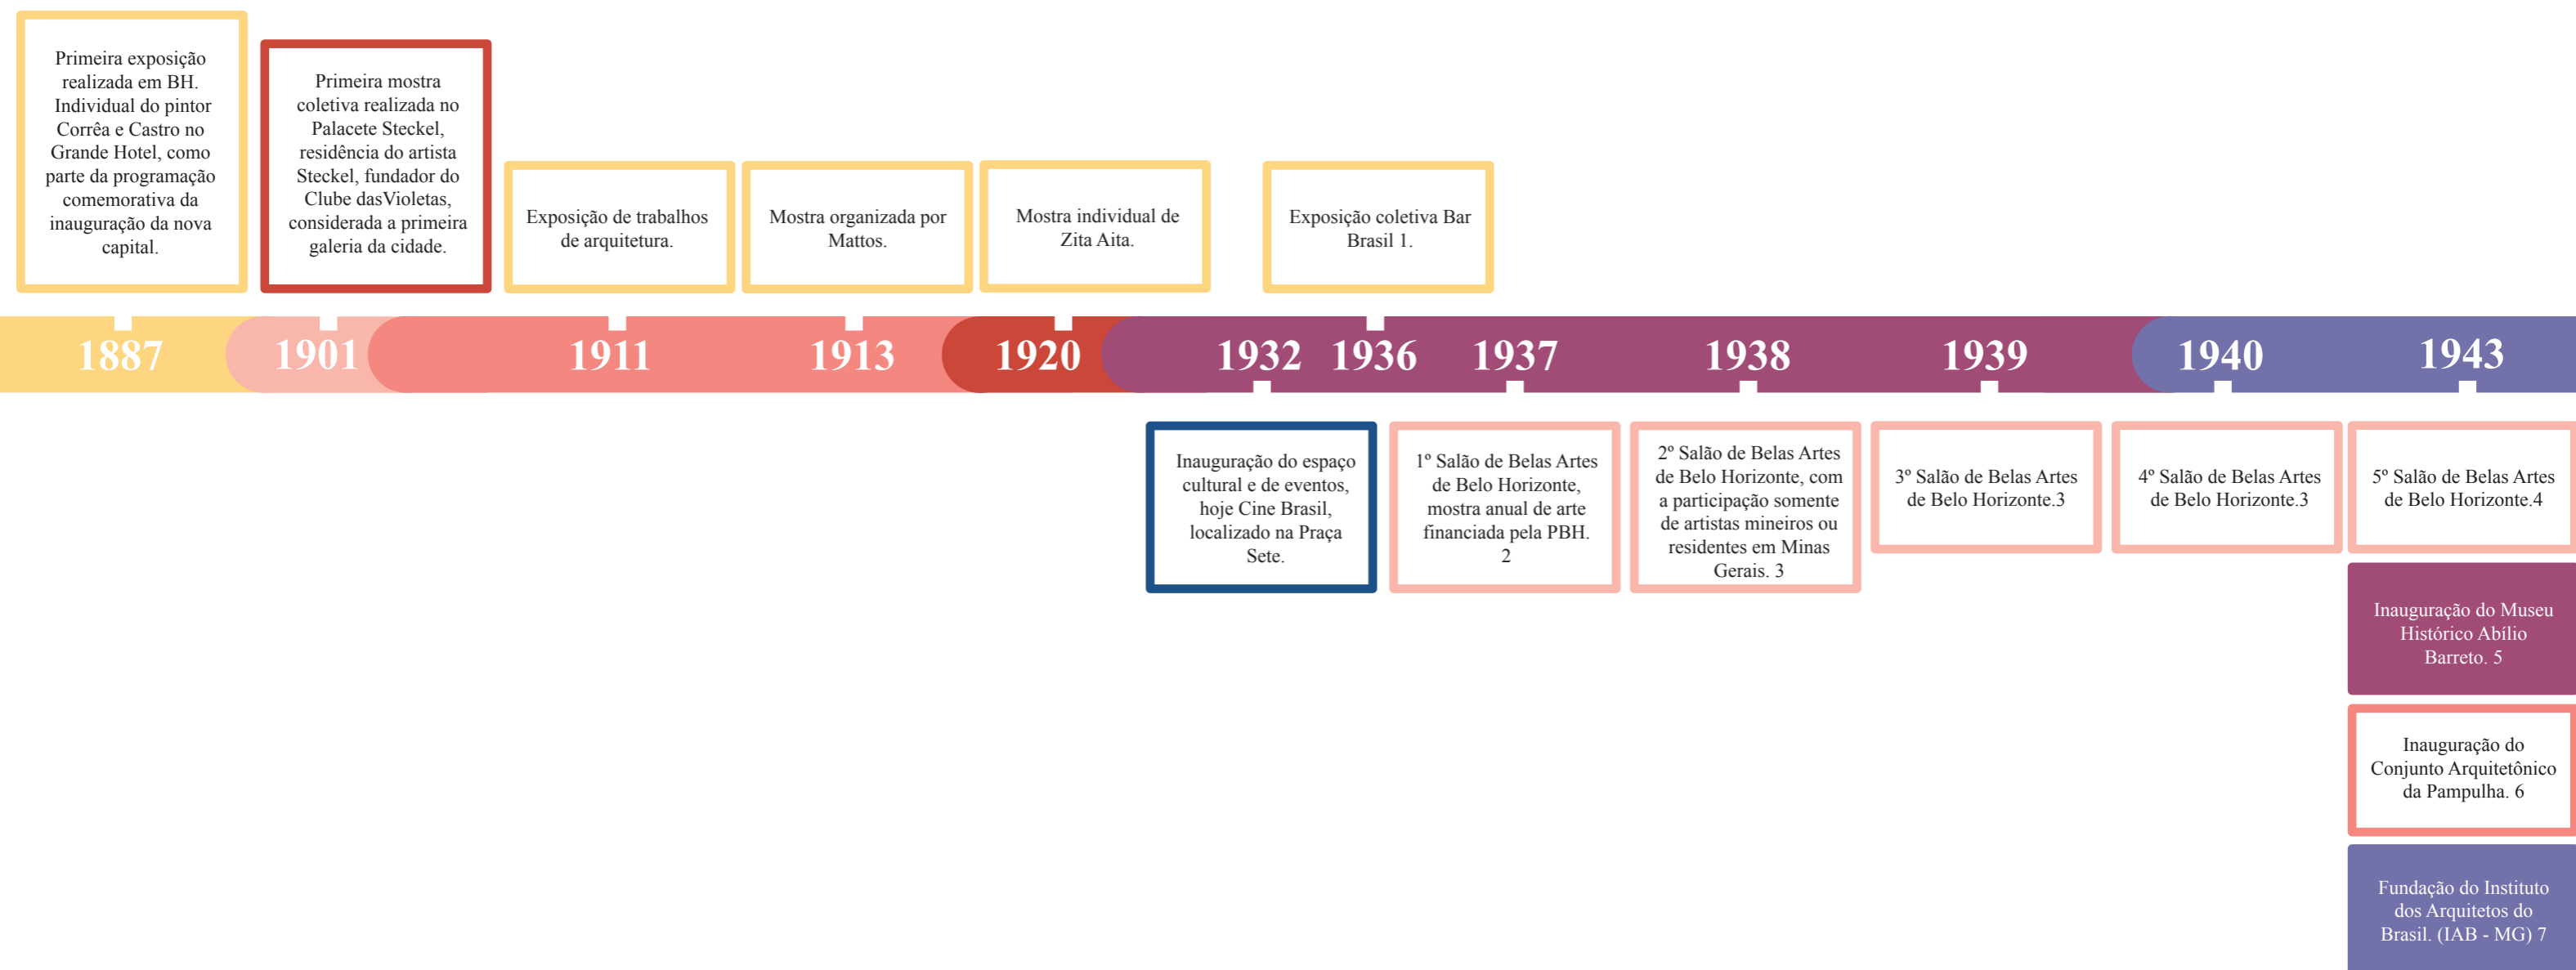 Primeira exposição
realizada em BH.
Individual do pintor
Corrêa e Castro no
Grande Hotel, como
parte da programação
comemorativa da
inauguração da nova
capital.
Primeira mostra
coletiva realizada no
Palacete Steckel,
residência do artista
Steckel, fundador do
Clube dasVioletas,
considerada a primeira
galeria da cidade.
Exposição de trabalhos
de arquitetura.
Mostra organizada por
Mattos.
Mostra individual de
Zita Aita.
Exposição coletiva Bar
Brasil 1.
1887 1901 1911 1913 1920 1932 1936 1937 1938 1939 1940 1943
Inauguração do espaço
cultural e de eventos,
hoje Cine Brasil,
localizado na Praça
Sete.
1º Salão de Belas Artes
de Belo Horizonte,
mostra anual de arte
financiada pela PBH.
2
2º Salão de Belas Artes
de Belo Horizonte, com
a participação somente
de artistas mineiros ou
residentes em Minas
Gerais. 3
3º Salão de Belas Artes
de Belo Horizonte.3
4º Salão de Belas Artes
de Belo Horizonte.3
5º Salão de Belas Artes
de Belo Horizonte.4
Inauguração do Museu
Histórico Abílio
Barreto. 5
Inauguração do
Conjunto Arquitetônico
da Pampulha. 6
Fundação do Instituto
dos Arquitetos do
Brasil. (IAB - MG) 7